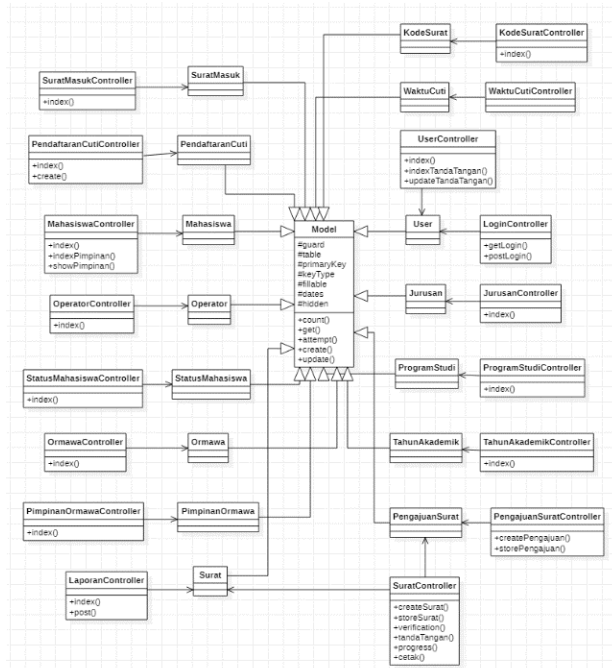 KodeSurat
KodeSuratController
+index()
SuratMasukController
+index()
SuratMasuk
WaktuCuti
WaktuCutiController
PendaftaranCutiController
+index()
+create()
PendaftaranCuti
UserController
+index()
+indexTandaTangan()
+updateTandaTangan()
MahasiswaController
+index()
+indexPimpinan()
+showPimpinan()
Mahasiswa
Model
#guard
#table
#primaryKey
#keyType
#fillable
#dates
#hidden
+count()
+get()
+attempt()
+create()
+update()
User
LoginController
+getLogin()
+postLogin()
OperatorController
+index()
Operator
Jurusan
JurusanController
+index()
StatusMahasiswaController
+index()
StatusMahasiswa
ProgramStudi
ProgramStudiController
+index()
OrmawaController
+index()
Ormawa
TahunAkademik
TahunAkademikController
+index()
PimpinanOrmawaController
+index()
PimpinanOrmawa
PengajuanSurat
PengajuanSuratController
+createPengajuan()
+storePengajuan()
LaporanController
+index()
+post()
Surat
SuratController
+createSurat()
+storeSurat()
+verification()
+tandaTangan()
+progress()
+cetak()